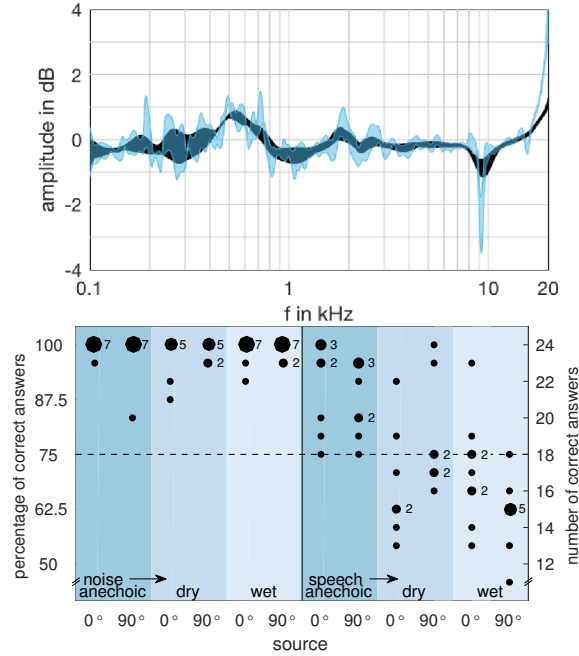 4
2
0
-2
-4
amplitude in dB
0.1
1
10
20
f in kHz
100
87.5
75
62.5
50
percentage of correct answers
24
22
20
18
16
14
12
number of correct answers
7 7 5 5 7 7 3
2 2 2 3
2
2 2
2 2
2 5
noise speech
anechoic dry wet anechoic dry wet
0° 90° 0° 90° 0° 90° 0° 90° 0° 90° 0° 90°
source